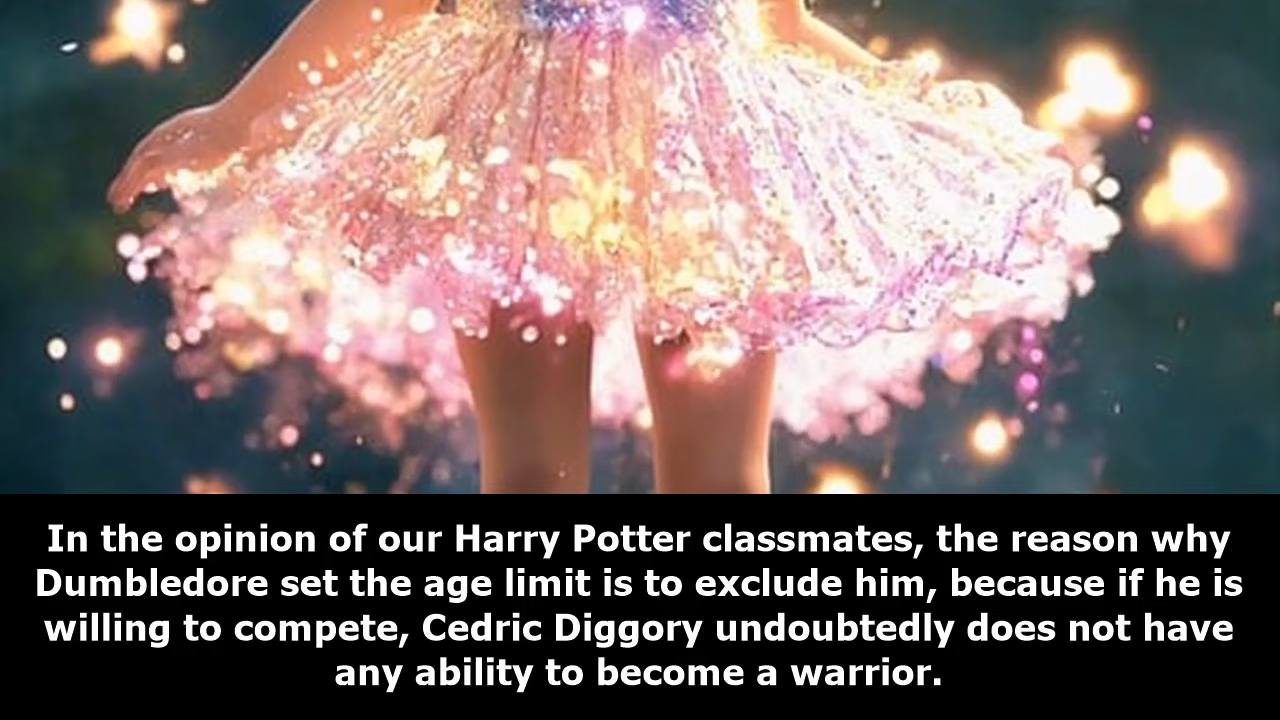 In the opinion of our Harry Potter classmates, the reason why
Dumbledore set the age limit is to exclude him, because if he is
willing to compete, Cedric Diggory undoubtedly does not have
any ability to become a warrior.